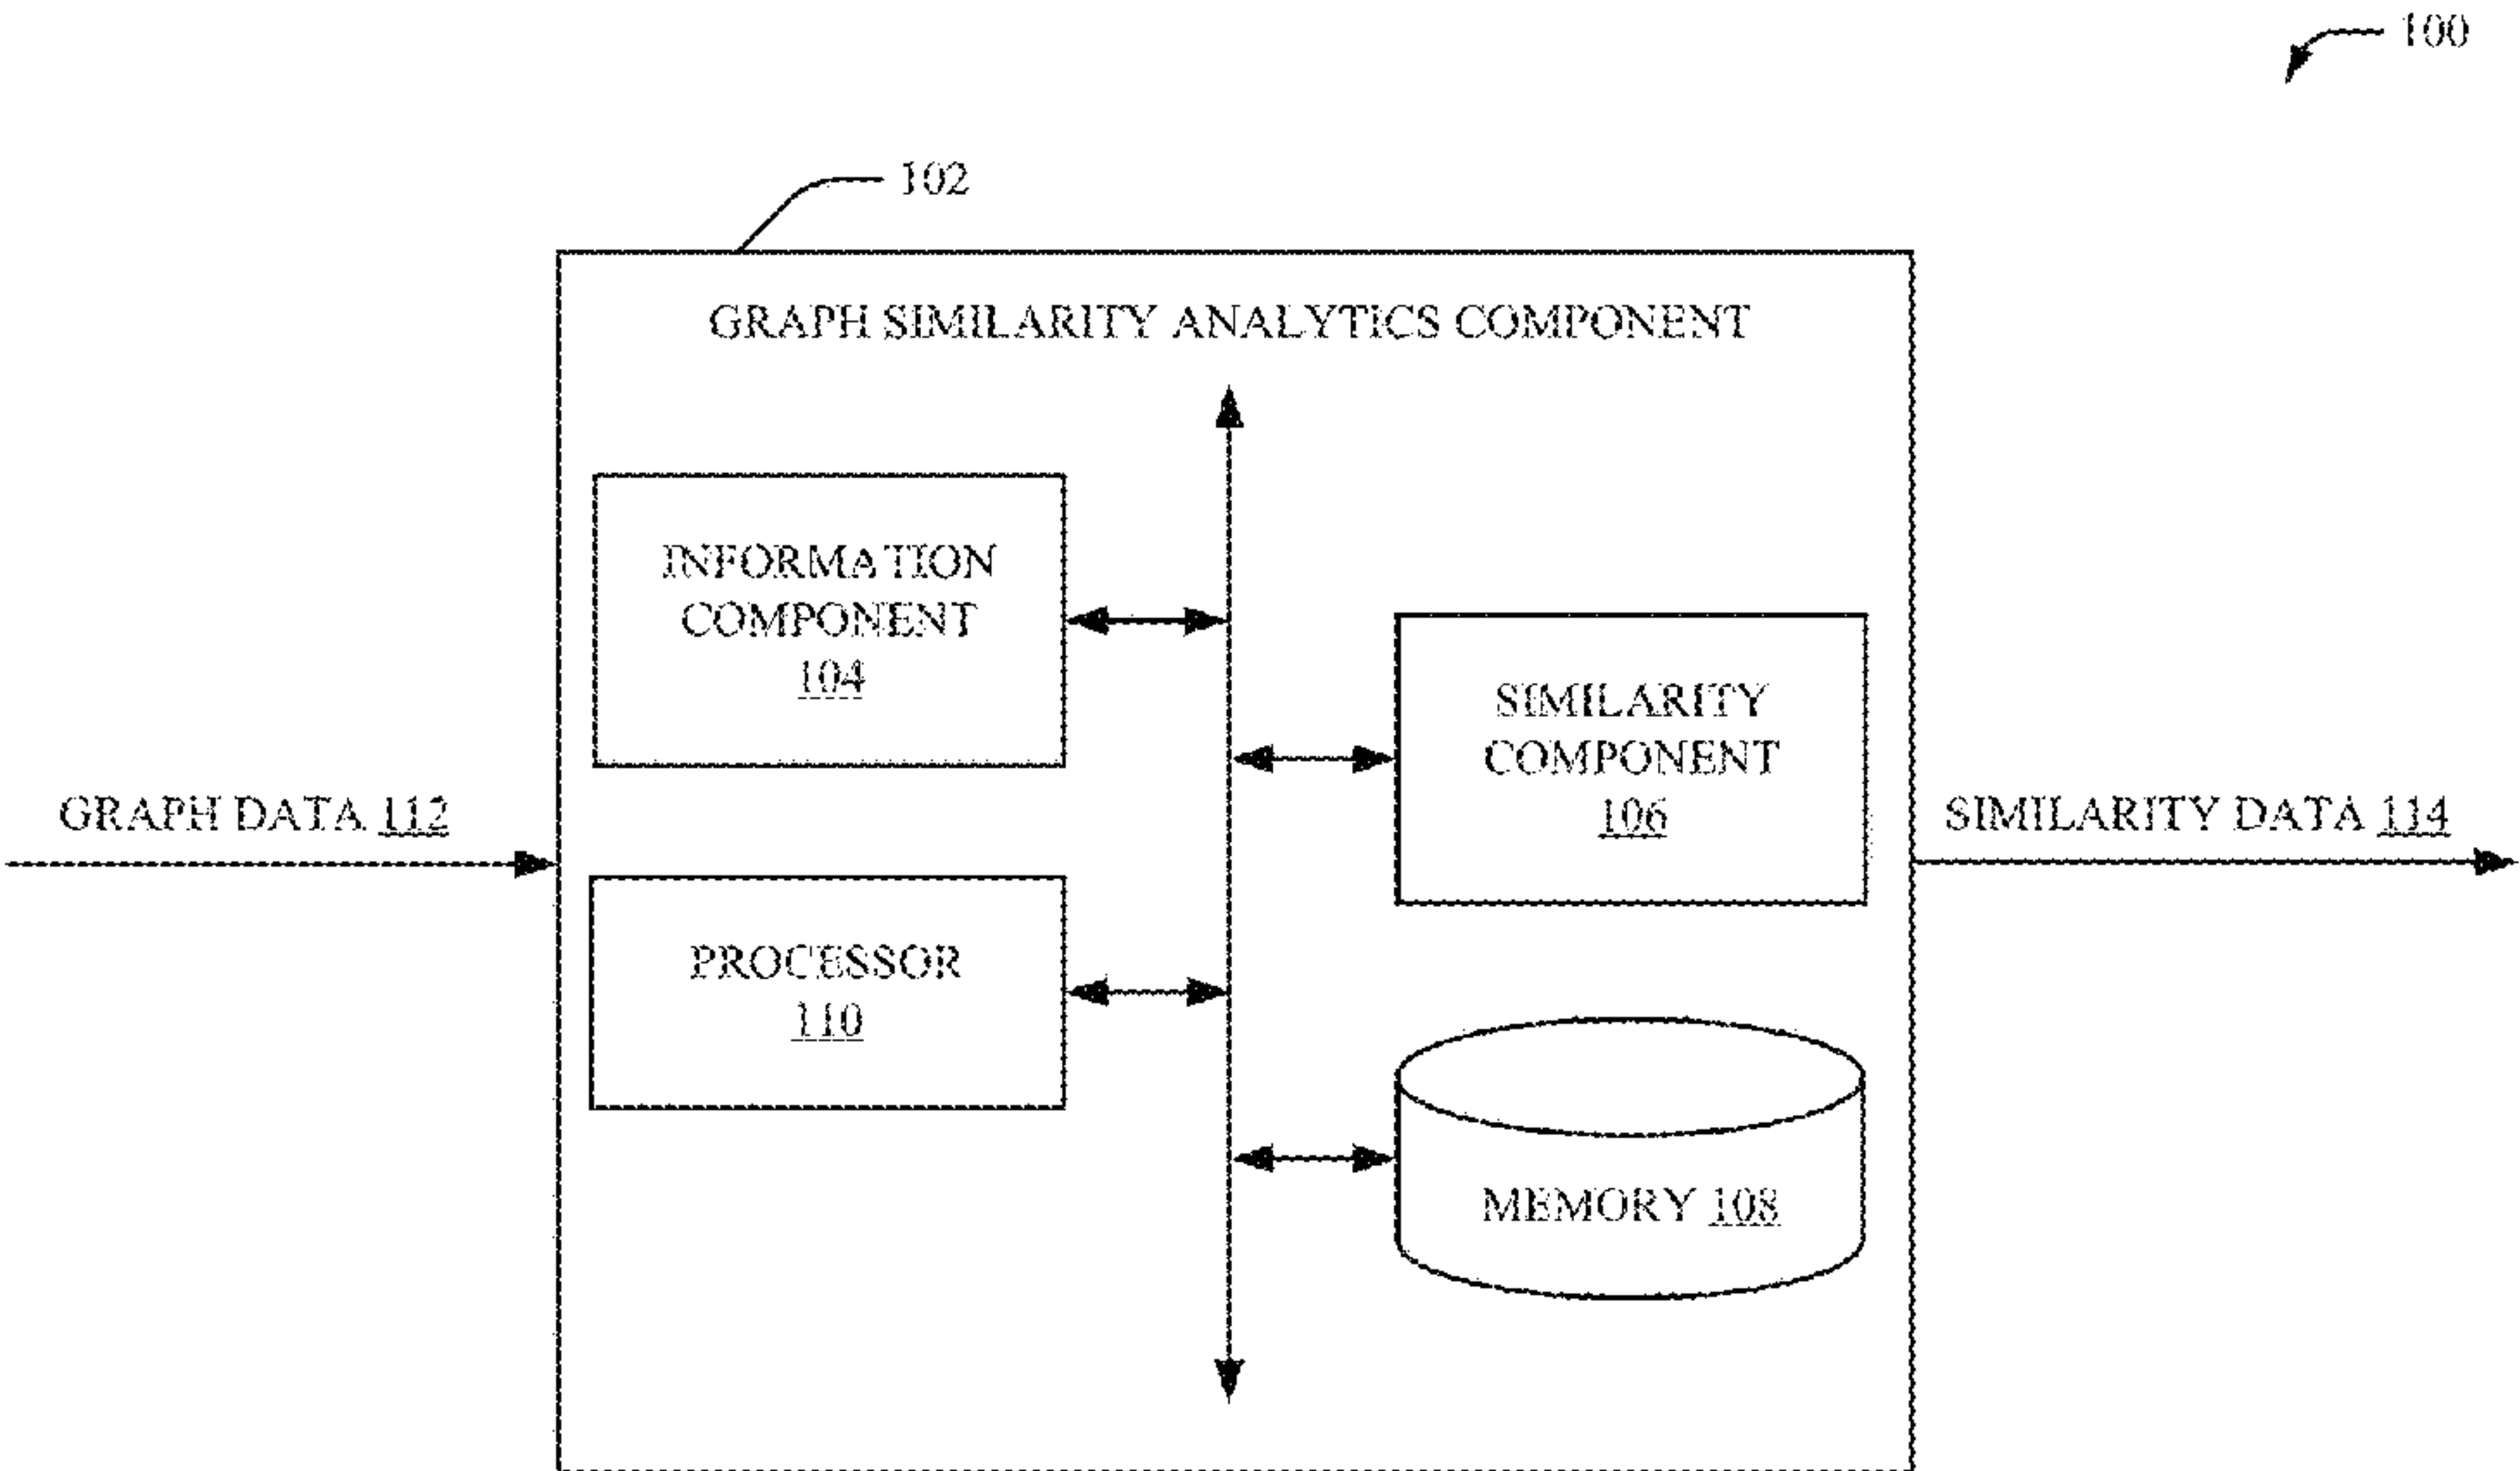 100
102
GRAPH SIMILARITY ANALYTICS COMPONENT
INFORMATION
COMPONENT
104
SIMILARITY
COMPONENT
106
GRAPH DATA 112
SIMILARITY DATA 114
PROCESSOR
110
MEMORY 108